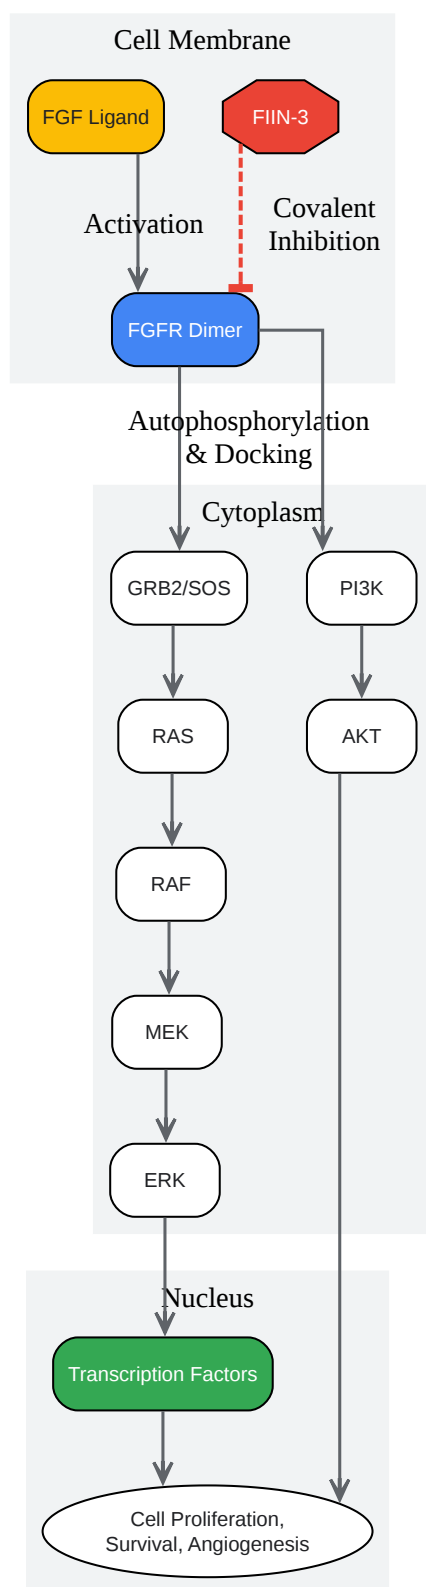 Cell Membrane
FGF Ligand
FIIN-3
Activation
Covalent
Inhibition
FGFR Dimer
Autophosphorylation
& Docking
Cytoplasm
GRB2/SOS
PI3K
RAS
AKT
RAF
MEK
ERK
Nucleus
Transcription Factors
Cell Proliferation,
Survival, Angiogenesis